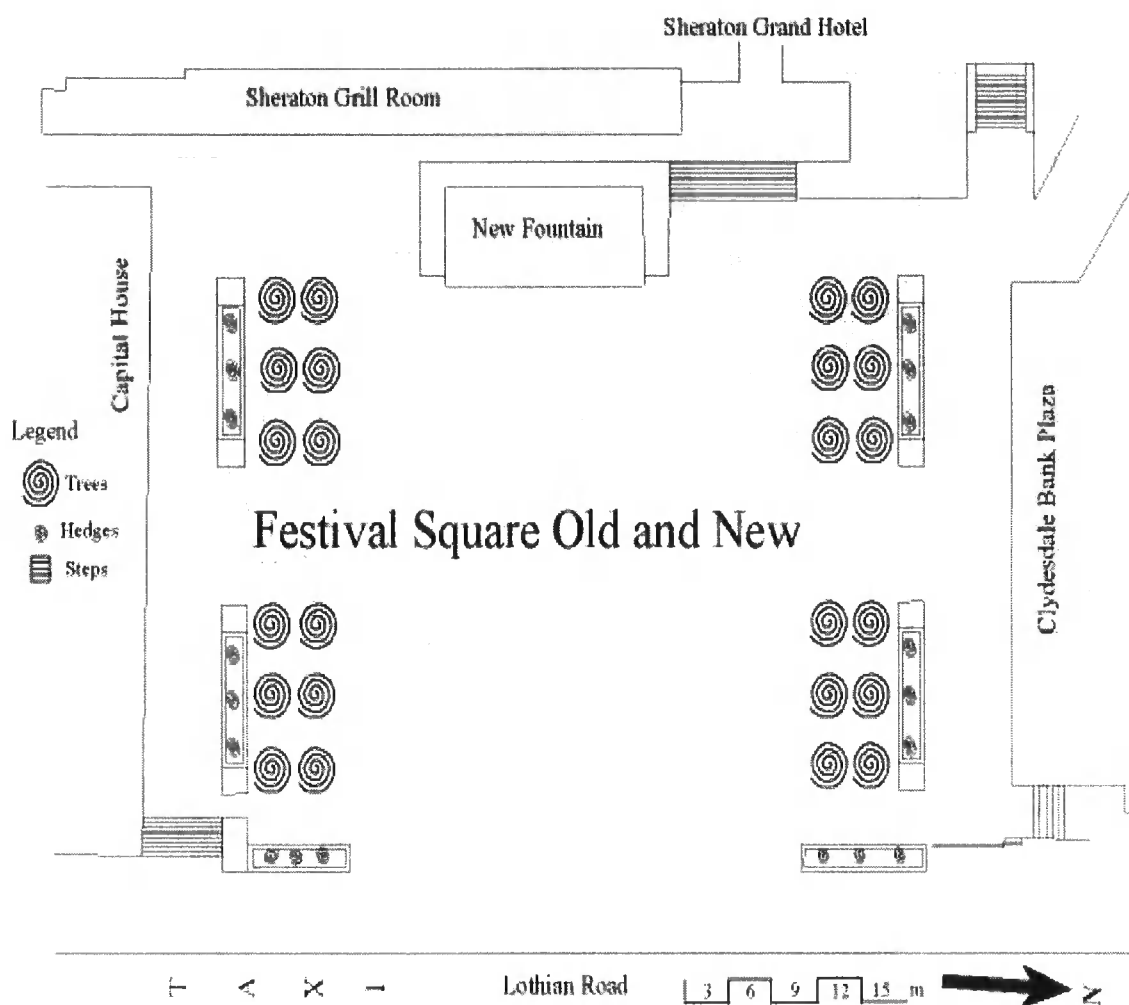 Sheraton Grand Hotel
Sheraton Grill Room
New Fountain
Capital House
Legend
Trees
Hedges
Steps
Festival Square Old and New
Clydesdale Bank Plaza
T A X I
Lothian Road
3 6 9 12 15 m
N